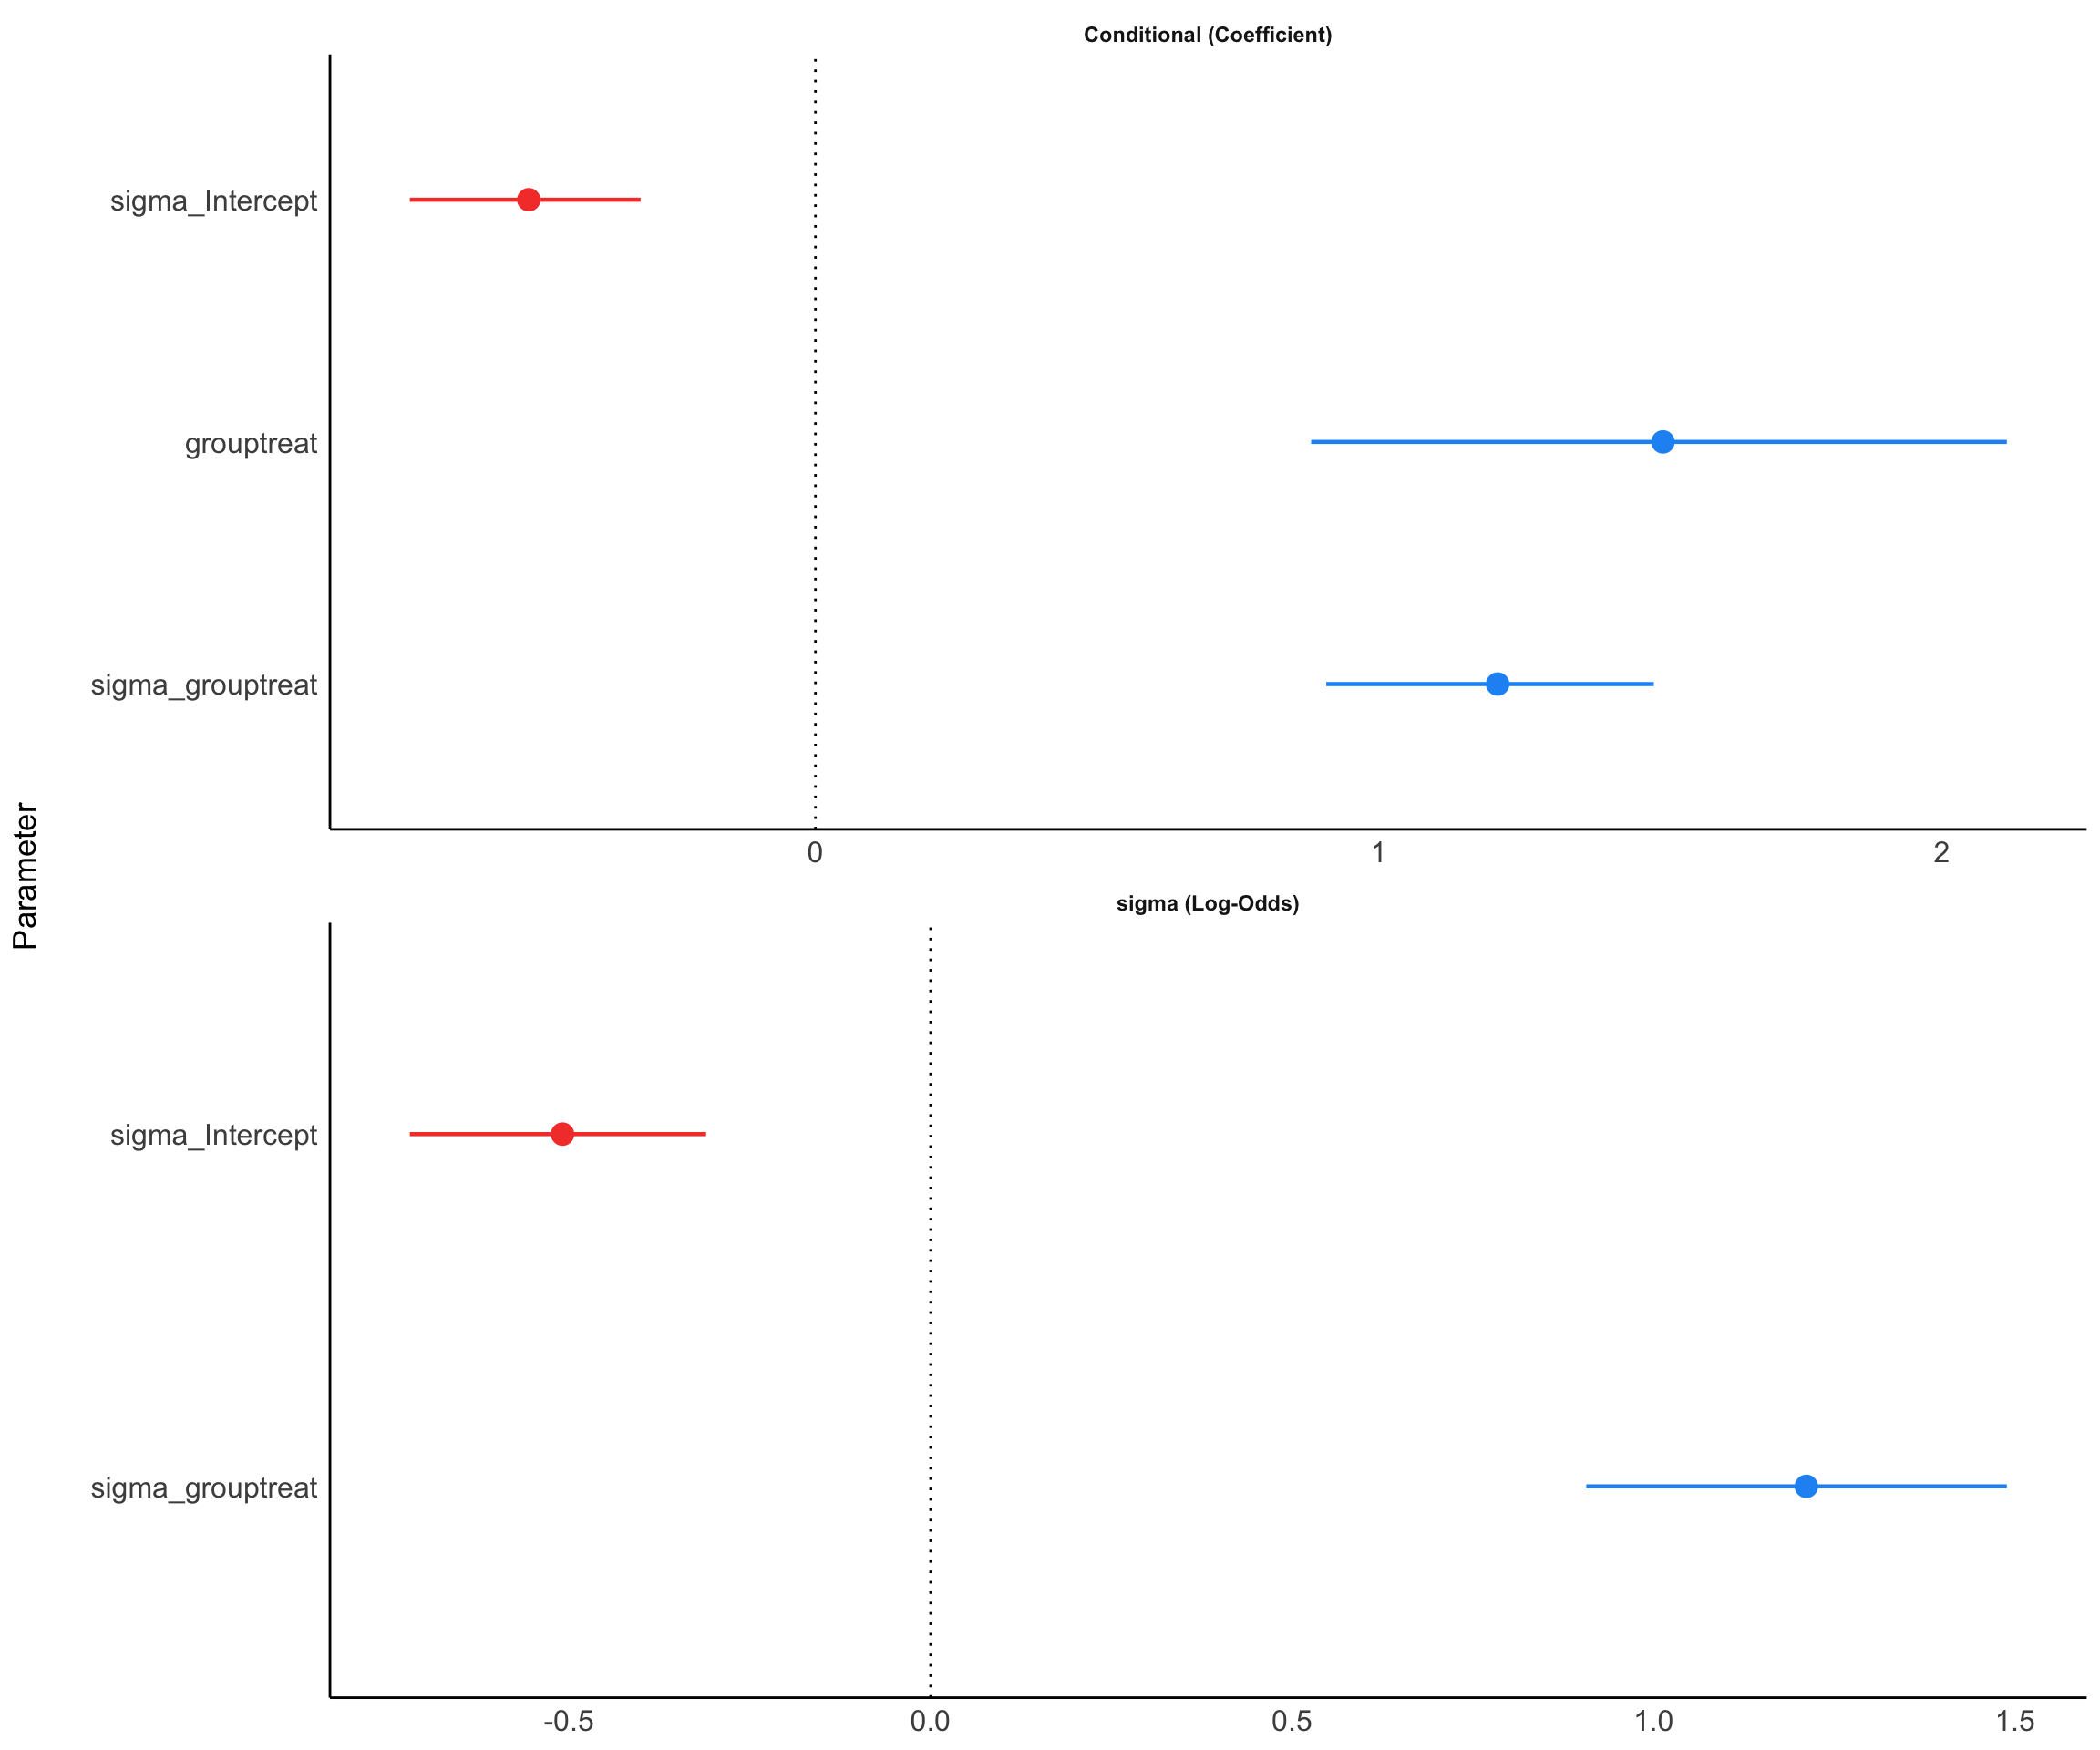 Conditional (Coefficient)
sigma_Intercept
grouptreat
sigma_grouptreat
0 1 2
Parameter
sigma (Log-Odds)
sigma_Intercept
sigma_grouptreat
-0.5 0.0 0.5 1.0 1.5